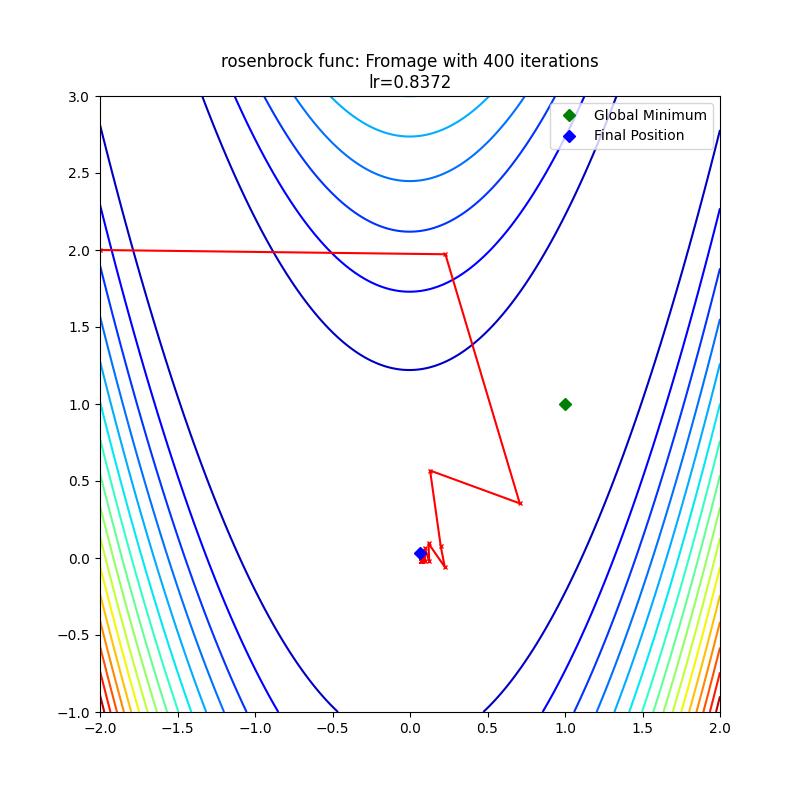 rosenbrock func: Fromage with 400 iterations
lr=0.8372
Global Minimum
Final Position
3.0
2.5
2.0
1.5
1.0
0.5
0.0
−0.5
−1.0
−2.0 −1.5 −1.0 −0.5 0.0 0.5 1.0 1.5 2.0